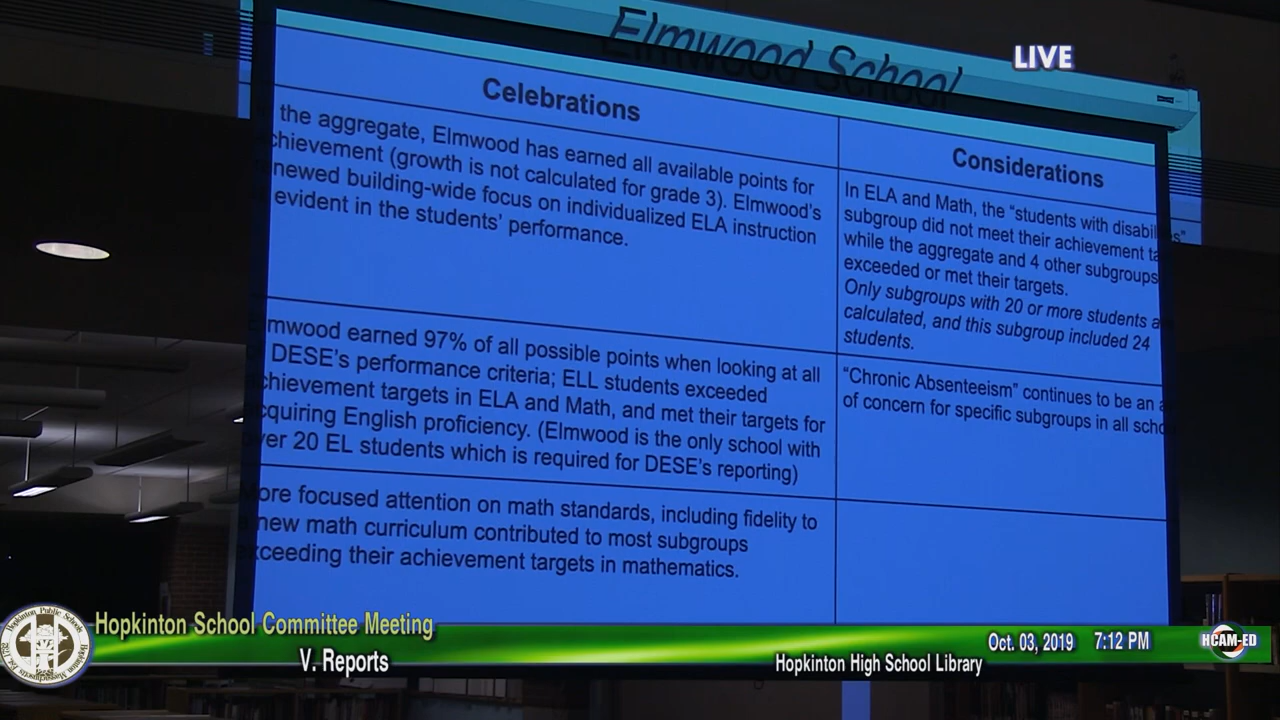 Elmwood School
LIVE
Celebrations
the aggregate, Elmwood has earned all available points for
chievement (growth is not calculated for grade 3). Elmwood's
newed building-wide focus on individualized ELA instruction
evident in the students' performance.
Considerations
In ELA and Math, the "students with disabil
subgroup did not meet their achievement ta
while the aggregate and 4 other subgroups
exceeded or met their targets.
Only subgroups with 20 or more students a
calculated, and this subgroup included 24
students.
mwood earned 97% of all possible points when looking at all
DESE's performance criteria; ELL students exceeded
chievement targets in ELA and Math, and met their targets for
cquiring English proficiency. (Elmwood is the only school with
ver 20 EL students which is required for DESE's reporting)
"Chronic Absenteeism" continues to be an a
of concern for specific subgroups in all scho
ore focused attention on math standards, including fidelity to
a new math curriculum contributed to most subgroups
xceeding their achievement targets in mathematics.
Hopkinton School Committee Meeting
V. Reports
Oct. 03, 2019 7:12 PM
Hopkinton High School Library
HCAM-ED
Hopkinton Public Schools